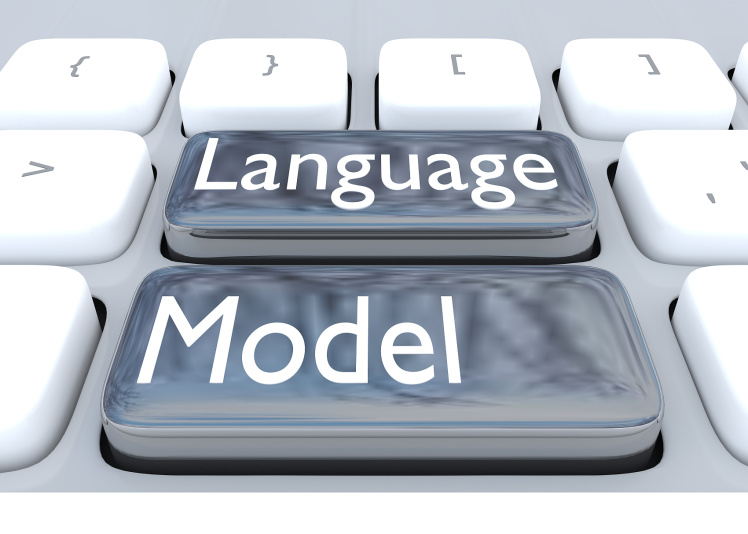 { } [ ]
Language
> , "
Model